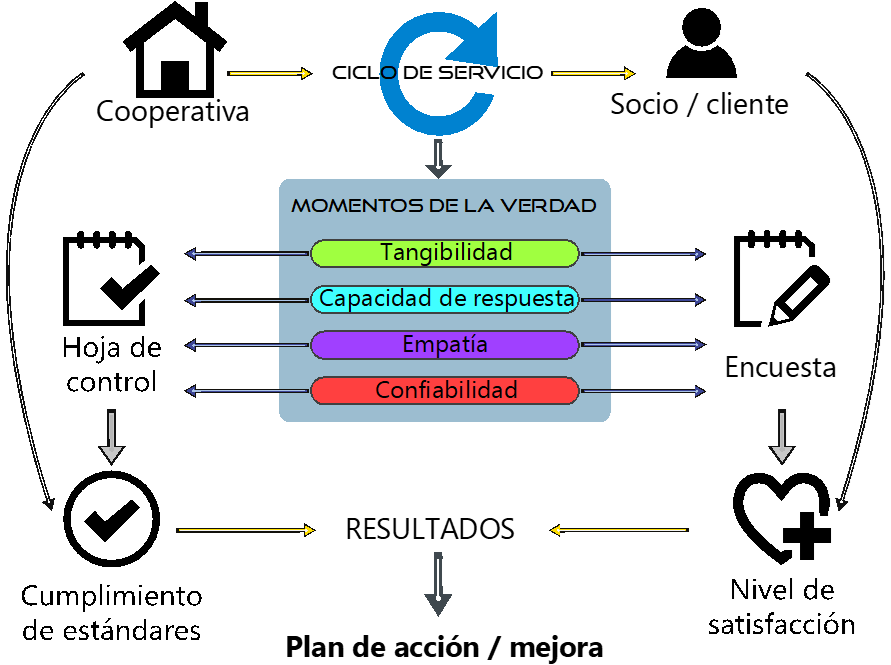 CICLO DE SERVICIO
Cooperativa
Socio / cliente
MOMENTOS DE LA VERDAD
Tangibilidad
Capacidad de respuesta
Empatía
Confiabilidad
Hoja de
control
Encuesta
RESULTADOS
Cumplimiento
de estándares
Nivel de
satisfacción
Plan de acción / mejora